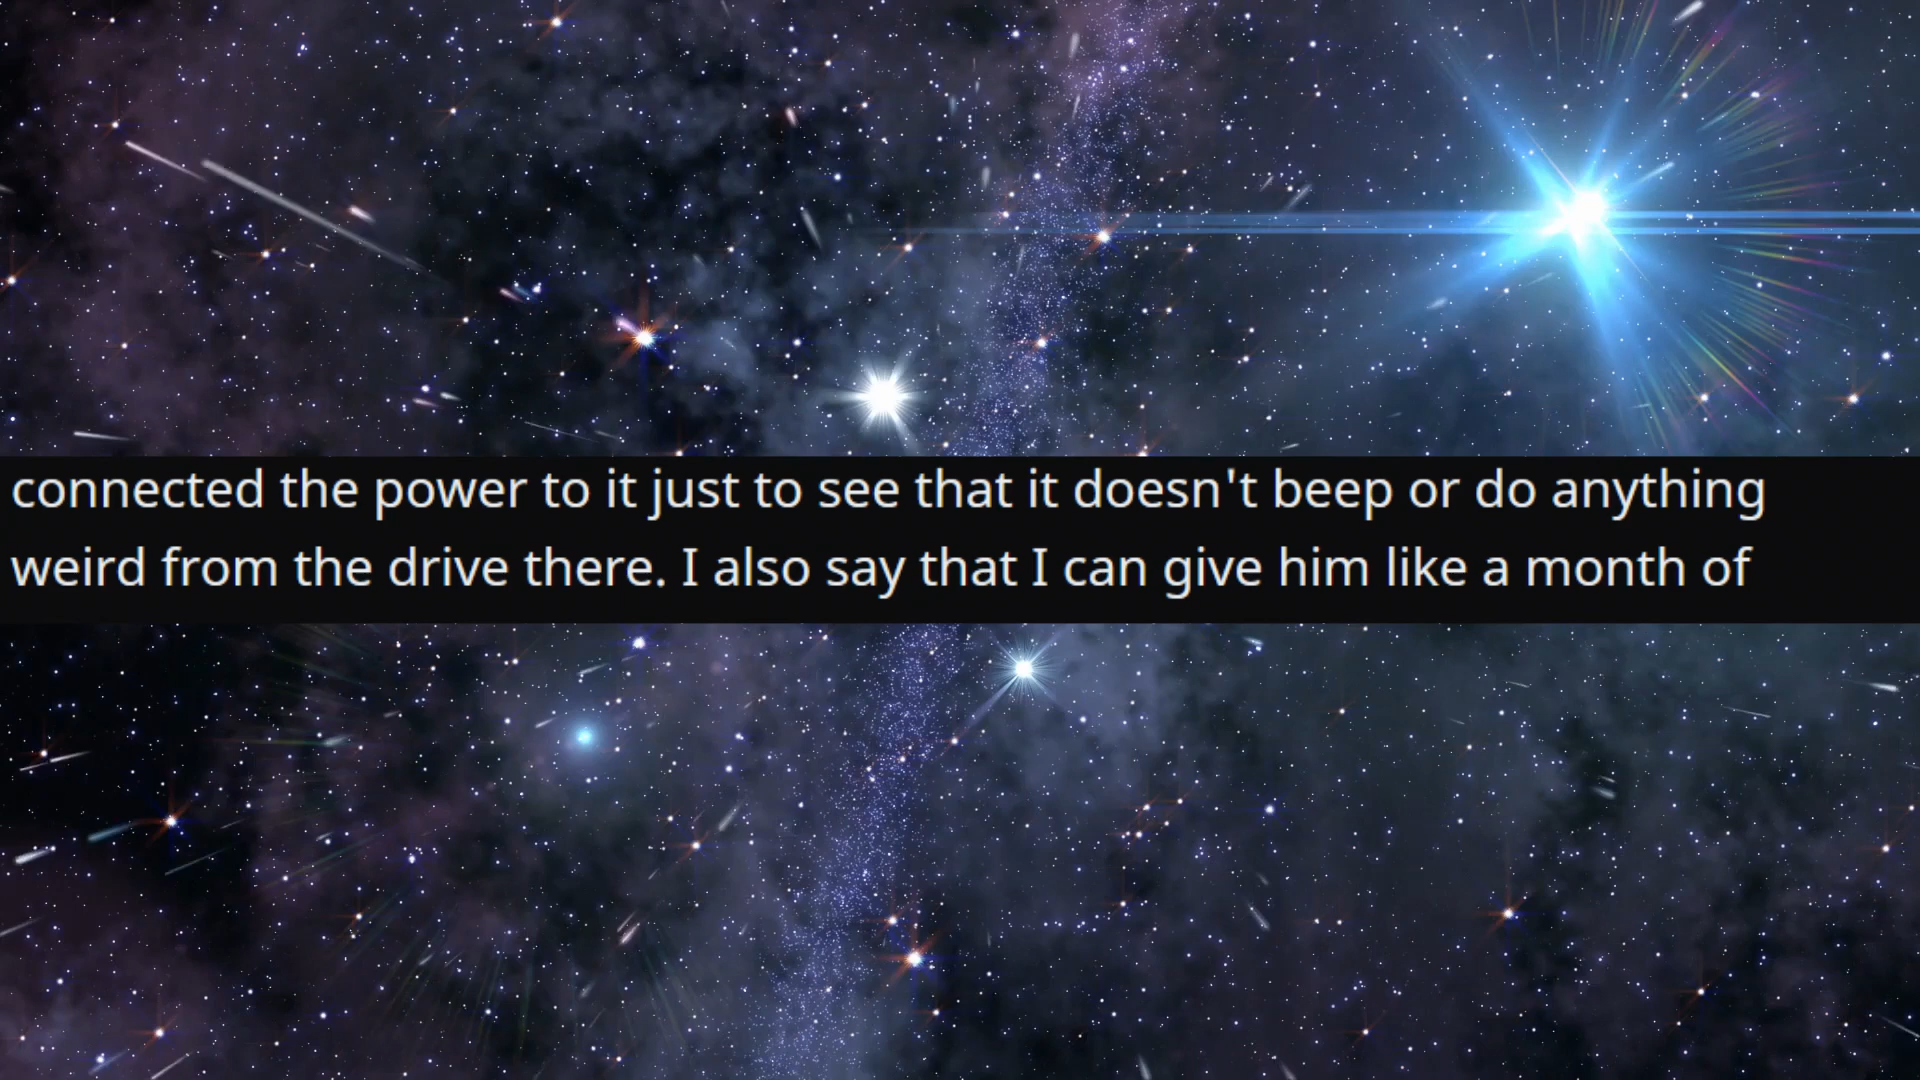 connected the power to it just to see that it doesn't beep or do anything
weird from the drive there. I also say that I can give him like a month of